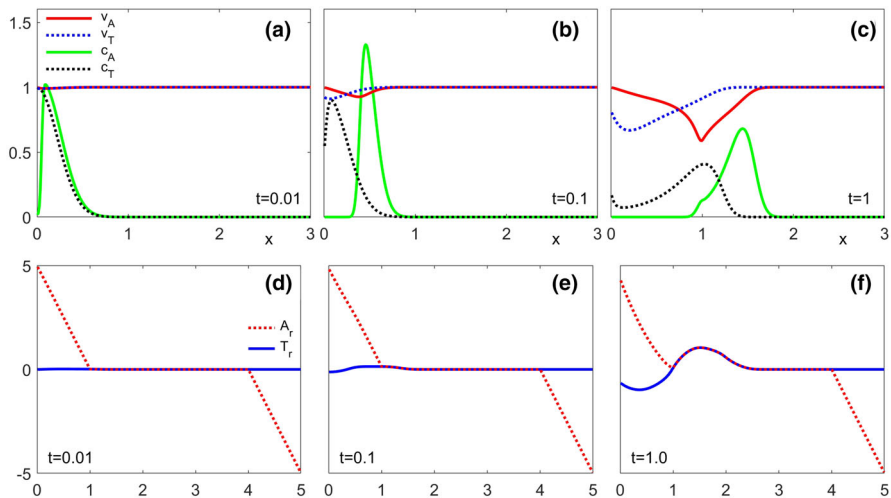 1.5
1
0.5
0
v_A
v_T
c_A
c_T
(a)
t=0.01
0 1 2 3
x
(b)
t=0.1
0 1 2 3
x
(c)
t=1
0 1 2 3
5
0
-5
(d)
A_r
T_r
t=0.01
0 1 2 3 4 5
(e)
t=0.1
0 1 2 3 4 5
(f)
t=1.0
0 1 2 3 4 5